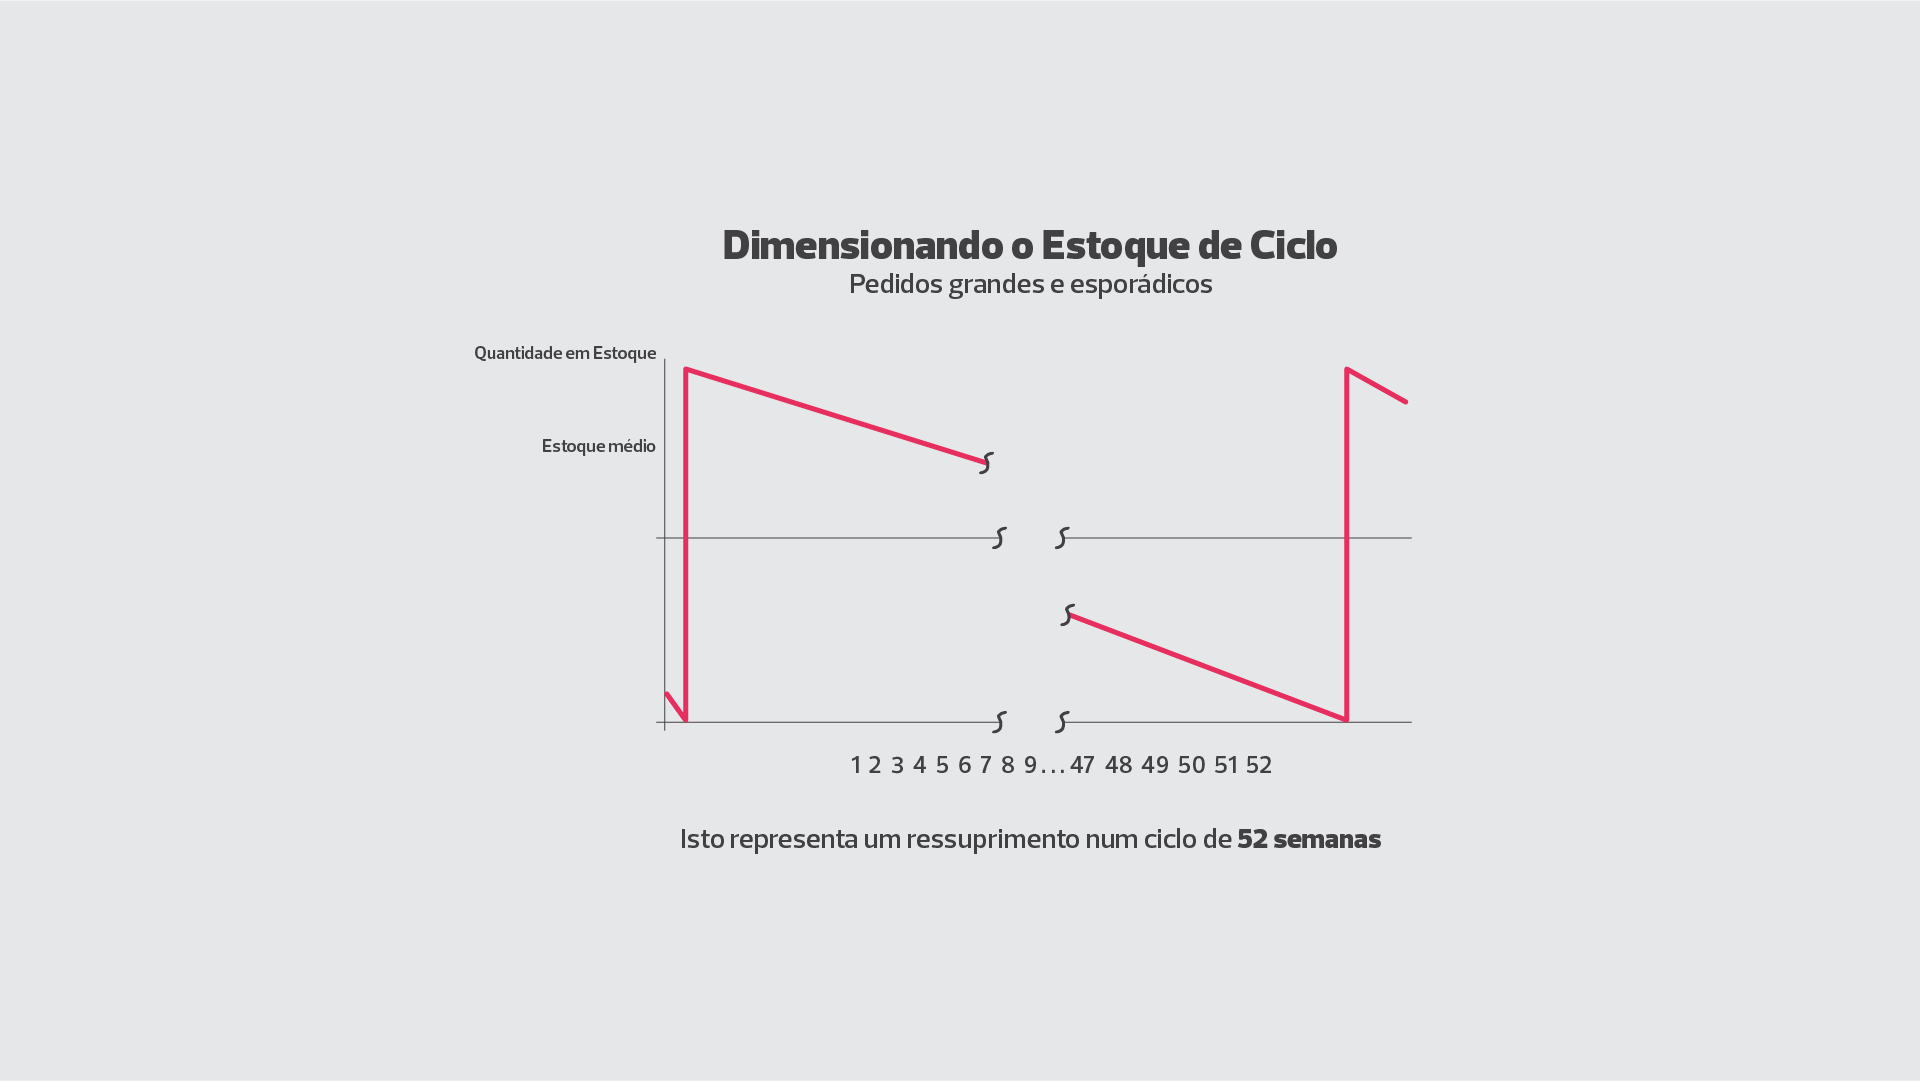 Dimensionando o Estoque de Ciclo
Pedidos grandes e esporádicos
Quantidade em Estoque
Estoque médio
1 2 3 4 5 6 7 8 9... 47 48 49 50 51 52
Isto representa um ressuprimento num ciclo de 52 semanas